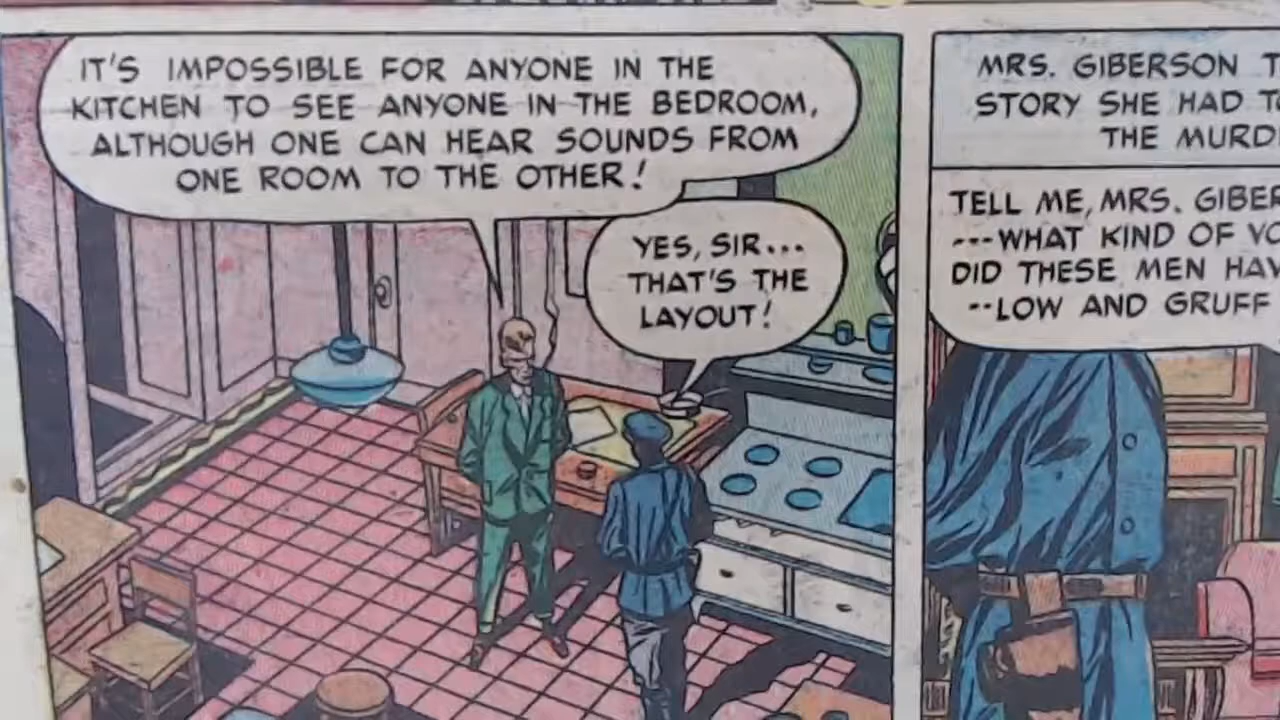 IT'S IMPOSSIBLE FOR ANYONE IN THE
KITCHEN TO SEE ANYONE IN THE BEDROOM,
ALTHOUGH ONE CAN HEAR SOUNDS FROM
ONE ROOM TO THE OTHER!
YES, SIR...
THAT'S THE
LAYOUT!
MRS. GIBERSON
STORY SHE HAD
THE
TELL ME, MRS.
---WHAT KIND OF
DID THESE MEN
--LOW AND GRUFF